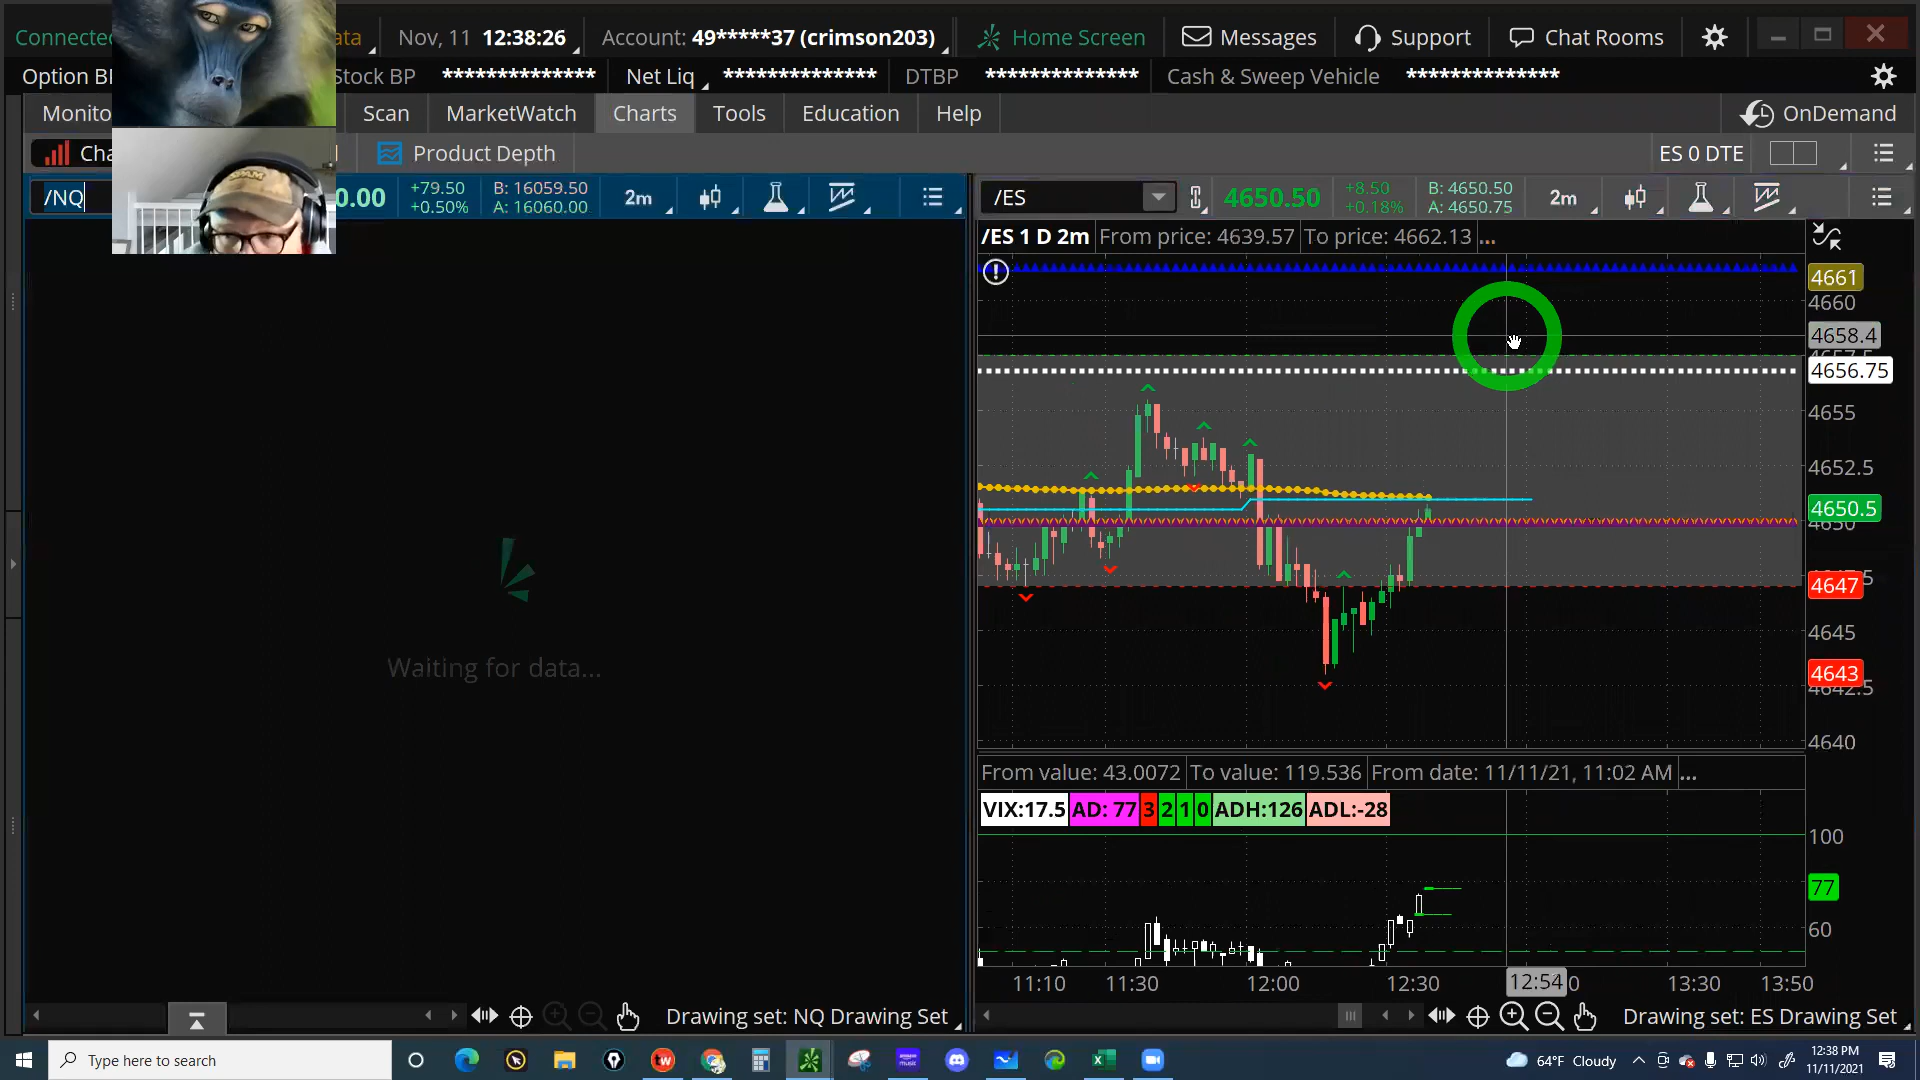 Connected
ata
Nov, 11 12:38:26
Account: 49*****37 (crimson203)
Home Screen
Messages
Support
Chat Rooms
Option BP
Stock BP **************
Net Liq **************
DTBP **************
Cash & Sweep Vehicle **************
Monito
Scan
MarketWatch
Charts
Tools
Education
Help
OnDemand
Cha
Product Depth
ES 0 DTE
/NQ
0.00
+79.50
+0.50%
B: 16059.50
A: 16060.00
2m
/ES
4650.50
+8.50
+0.18%
B: 4650.50
A: 4650.75
2m
/ES 1 D 2m
From price: 4639.57
To price: 4662.13
...
4661
4660
4658.4
4656.75
4655
4652.5
4650.5
4650
4647
4645
4643
4642.5
4640
Waiting for data...
From value: 43.0072
To value: 119.536
From date: 11/11/21, 11:02 AM
...
VIX:17.5
AD: 77
3
2
1
0
ADH:126
ADL:-28
100
77
60
11:10
11:30
12:00
12:30
12:54
13:30
13:50
Drawing set: NQ Drawing Set
Drawing set: ES Drawing Set
Type here to search
64°F Cloudy
12:38 PM
11/11/2021